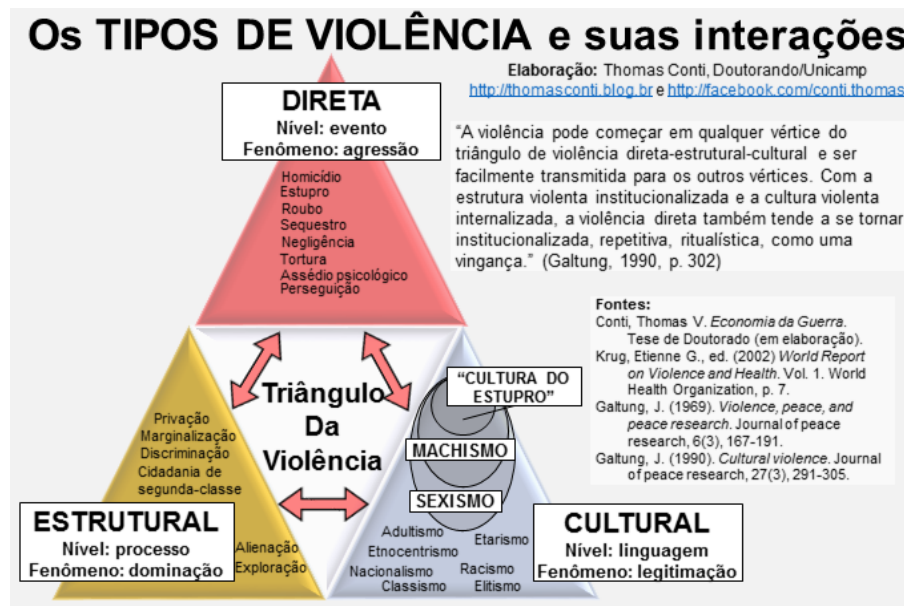 Os TIPOS DE VIOLÊNCIA e suas interações
Elaboração: Thomas Conti, Doutorando/Unicamp
http://thomasconti.blog.br e http://facebook.com/conti.thomas
DIRETA
Nível: evento
Fenômeno: agressão
Homicídio
Estupro
Roubo
Sequestro
Negligência
Tortura
Assédio psicológico
Perseguição
“A violência pode começar em qualquer vértice do
triângulo de violência direta-estrutural-cultural e ser
facilmente transmitida para os outros vértices. Com a
estrutura violenta institucionalizada e a cultura violenta
internalizada, a violência direta também tende a se tornar
institucionalizada, repetitiva, ritualística, como uma
vingança.” (Galtung, 1990, p. 302)
Fontes:
Conti, Thomas V. Economia da Guerra.
Tese de Doutorado (em elaboração).
Krug, Etienne G., ed. (2002) World Report
on Violence and Health. Vol. 1. World
Health Organization, p. 7.
Galtung, J. (1969). Violence, peace, and
peace research. Journal of peace
research, 6(3), 167-191.
Galtung, J. (1990). Cultural violence. Journal
of peace research, 27(3), 291-305.
Triângulo
Da
Violência
“CULTURA DO
ESTUPRO”
MACHISMO
SEXISMO
Privação
Marginalização
Discriminação
Cidadania de
segunda-classe
ESTRUTURAL
Nível: processo
Fenômeno: dominação
Alienação
Exploração
Adultismo
Etarismo
Etnocentrismo
Nacionalismo
Racismo
Classismo
Elitismo
CULTURAL
Nível: linguagem
Fenômeno: legitimação